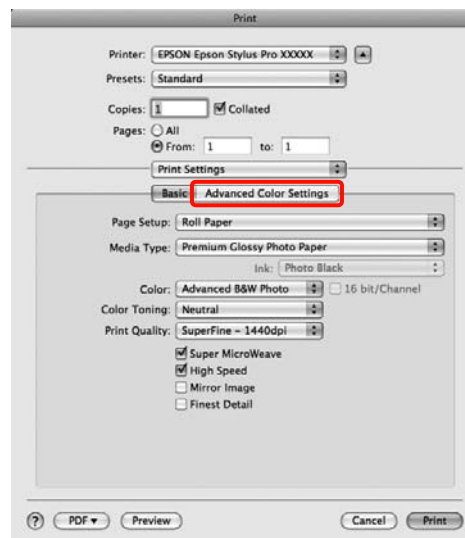 Print
Printer: EPSON Epson Stylus Pro XXXXX
Presets: Standard
Copies: 1 Collated
Pages: All
From: 1 to: 1
Print Settings
Basic Advanced Color Settings
Page Setup: Roll Paper
Media Type: Premium Glossy Photo Paper
Ink: Photo Black
Color: Advanced B&W Photo 16 bit/Channel
Color Toning: Neutral
Print Quality: SuperFine – 1440dpi
Super MicroWeave
High Speed
Mirror Image
Finest Detail
? PDF Preview Cancel Print